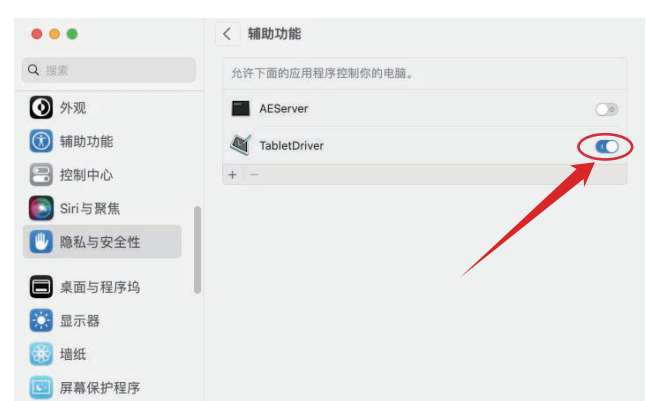 辅助功能
搜索
允许下面的应用程序控制你的电脑。
外观
AEServer
辅助功能
TabletDriver
控制中心
+ −
Siri与聚焦
隐私与安全性
桌面与程序坞
显示器
墙纸
屏幕保护程序